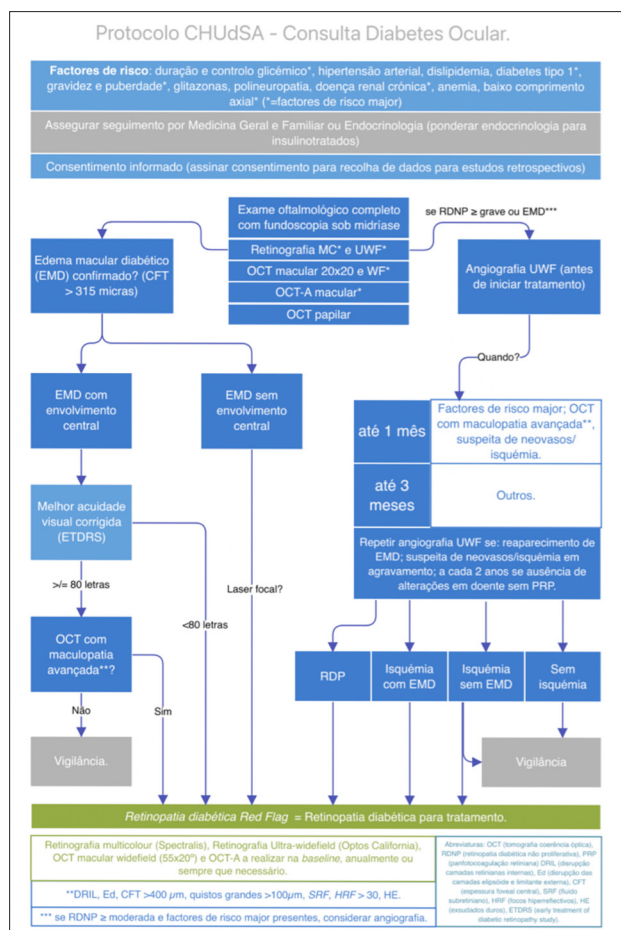 Protocolo CHUdSA - Consulta Diabetes Ocular.
Factores de risco: duração e controlo glicémico*, hipertensão arterial, dislipidemia, diabetes tipo 1*,
gravidez e puberdade*, glitazonas, polineuropatia, doença renal crónica*, anemia, baixo comprimento
axial* (*=factores de risco major)
Assegurar seguimento por Medicina Geral e Familiar ou Endocrinologia (ponderar endocrinologia para
insulinotratados)
Consentimento informado (assinar consentimento para recolha de dados para estudos retrospectivos)
Exame oftalmológico completo
com fundoscopia sob midríase
Retinografia MC* e UWF*
OCT macular 20x20 e WF*
OCT-A macular*
OCT papilar
se RDNP ≥ grave ou EMD***
Edema macular diabético
(EMD) confirmado? (CFT
> 315 micras)
Angiografia UWF (antes
de iniciar tratamento)
Quando?
EMD com
envolvimento
central
EMD sem
envolvimento
central
até 1 mês
Factores de risco major; OCT
com maculopatia avançada**,
suspeita de neovasos/
isquémia.
até 3
meses
Outros.
Melhor acuidade
visual corrigida
(ETDRS)
Repetir angiografia UWF se: reaparecimento de
EMD; suspeita de neovasos/isquémia em
agravamento; a cada 2 anos se ausência de
alterações em doente sem PRP.
>/= 80 letras
<80 letras
Laser focal?
OCT com
maculopatia
avançada**?
RDP
Isquémia
com EMD
Isquémia
sem EMD
Sem
isquémia
Não
Sim
Vigilância.
Vigilância
Retinopatia diabética Red Flag = Retinopatia diabética para tratamento.
Retinografia multicolour (Spectralis), Retinografia Ultra-widefield (Optos California),
OCT macular widefield (55x20º) e OCT-A a realizar na baseline, anualmente ou
sempre que necessário.
**DRIL, Ed, CFT >400 µm, quistos grandes >100µm, SRF, HRF > 30, HE.
*** se RDNP ≥ moderada e factores de risco major presentes, considerar angiografia.
Abreviaturas: OCT (tomografia coerência óptica),
RDNP (retinopatia diabética não proliferativa), PRP
(panfotocoagulação retiniana) DRIL (disrupção
camadas retinianas internas), Ed (disrupção das
camadas elipsóide e limitante externa), CFT
(espessura foveal central), SRF (fluido
subretiniano), HRF (focos hiperreflectivos), HE
(exsudados duros), ETDRS (early treatment of
diabetic retinopathy study).